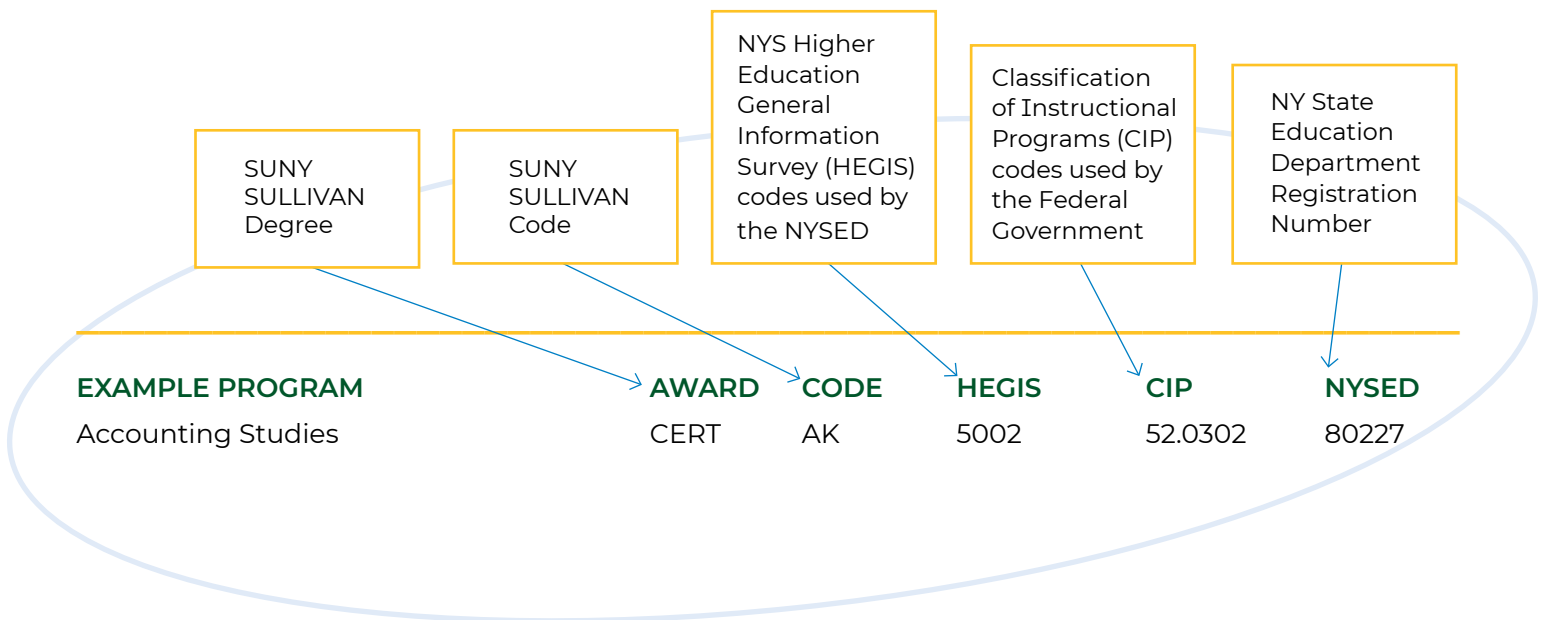 SUNY
SULLIVAN
Degree
SUNY
SULLIVAN
Code
NYS Higher
Education
General
Information
Survey (HEGIS)
codes used by
the NYSED
Classification
of Instructional
Programs (CIP)
codes used by
the Federal
Government
NY State
Education
Department
Registration
Number
EXAMPLE PROGRAM AWARD CODE HEGIS CIP NYSED
Accounting Studies CERT AK 5002 52.0302 80227